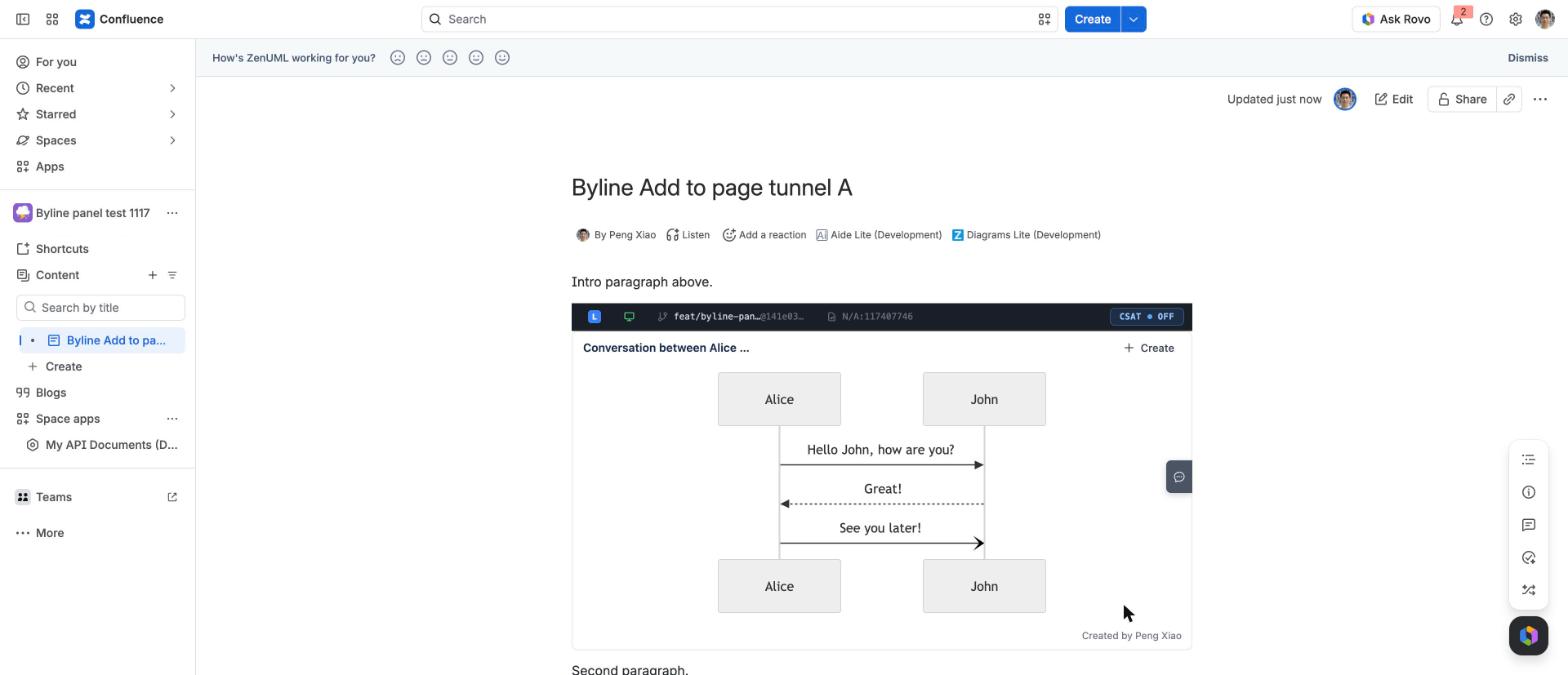 Confluence
Search
Create
Ask Rovo
2
For you
Recent
Starred
Spaces
Apps
Byline panel test 1117
Shortcuts
Content
Search by title
Byline Add to pa...
Create
Blogs
Space apps
My API Documents (D...
Teams
More
How's ZenUML working for you?
Dismiss
Updated just now
Edit
Share
Byline Add to page tunnel A
By Peng Xiao
Listen
Add a reaction
Aide Lite (Development)
Diagrams Lite (Development)
Intro paragraph above.
L
feat/byline-pan…@141e03…
N/A:117407746
CSAT ● OFF
Conversation between Alice ...
Create
Alice
John
Hello John, how are you?
Great!
See you later!
Alice
John
Created by Peng Xiao
Second paragraph.